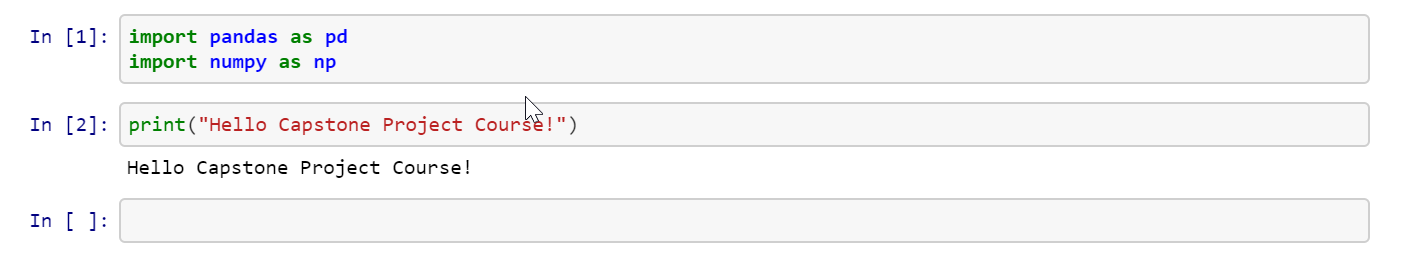 In [1]: import pandas as pd
import numpy as np
In [2]: print("Hello Capstone Project Course!")
Hello Capstone Project Course!
In [ ]: